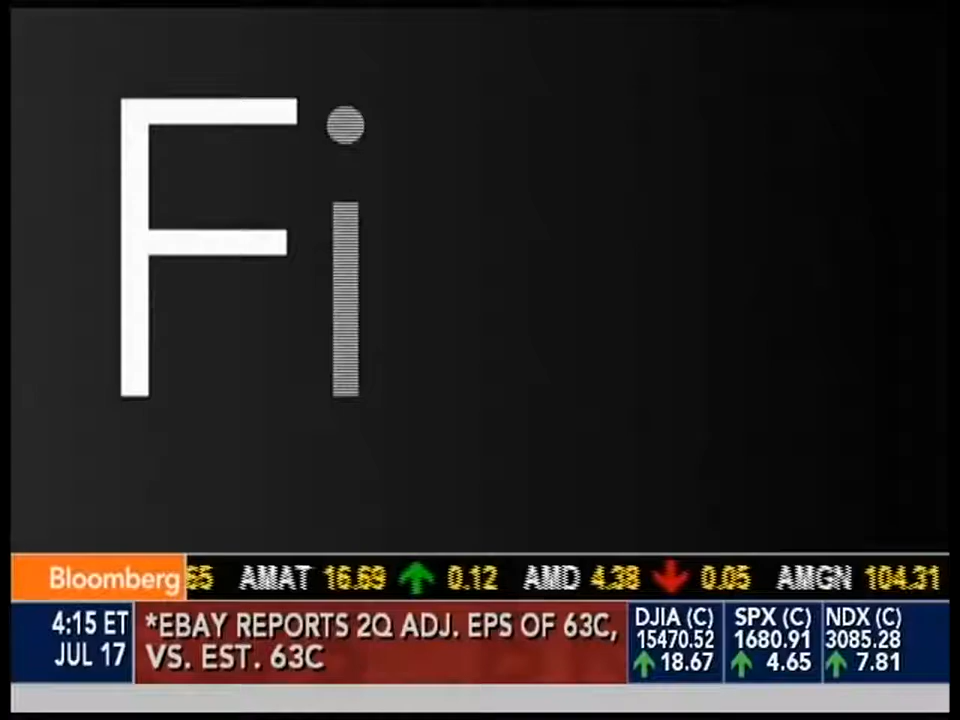 Fi
Bloomberg 65 AMAT 16.69 0.12 AMD 4.38 0.05 AMGN 104.31
4:15 ET
JUL 17
*EBAY REPORTS 2Q ADJ. EPS OF 63C,
VS. EST. 63C
DJIA (C)
15470.52
18.67
SPX (C)
1680.91
4.65
NDX (C)
3085.28
7.81